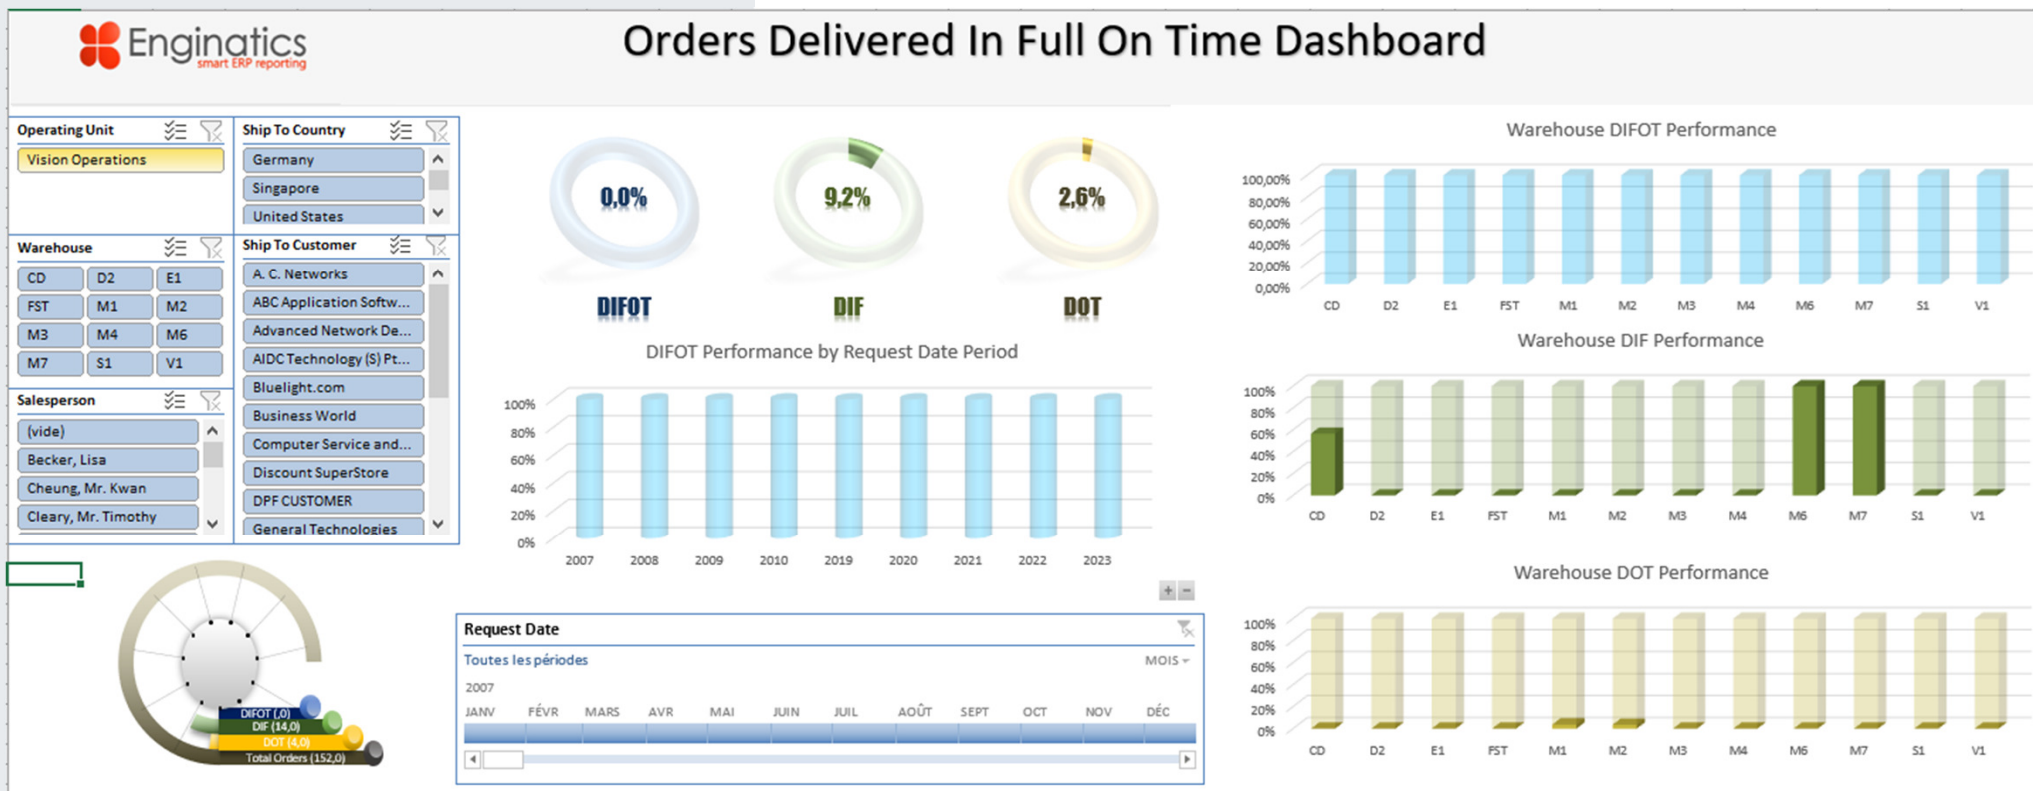 Enginatics
smart ERP reporting
Orders Delivered In Full On Time Dashboard
Operating Unit
Vision Operations
Ship To Country
Germany
Singapore
United States
Warehouse
CD D2 E1
FST M1 M2
M3 M4 M6
M7 S1 V1
Ship To Customer
A. C. Networks
ABC Application Softw...
Advanced Network De...
AIDC Technology (S) Pt...
Bluelight.com
Business World
Computer Service and...
Discount SuperStore
DPF CUSTOMER
General Technologies
Salesperson
(vide)
Becker, Lisa
Cheung, Mr. Kwan
Cleary, Mr. Timothy
DIFOT (,0)
DIF (14,0)
DOT (4,0)
Total Orders (152,0)
0,0%
DIFOT
9,2%
DIF
2,6%
DOT
DIFOT Performance by Request Date Period
100%
80%
60%
40%
20%
0%
2007 2008 2009 2010 2019 2020 2021 2022 2023
Request Date
Toutes les périodes
MOIS
2007
JANV FÉVR MARS AVR MAI JUIN JUIL AOÛT SEPT OCT NOV DÉC
Warehouse DIFOT Performance
100,00%
80,00%
60,00%
40,00%
20,00%
0,00%
CD D2 E1 FST M1 M2 M3 M4 M6 M7 S1 V1
Warehouse DIF Performance
100%
80%
60%
40%
20%
0%
CD D2 E1 FST M1 M2 M3 M4 M6 M7 S1 V1
Warehouse DOT Performance
100%
80%
60%
40%
20%
0%
CD D2 E1 FST M1 M2 M3 M4 M6 M7 S1 V1